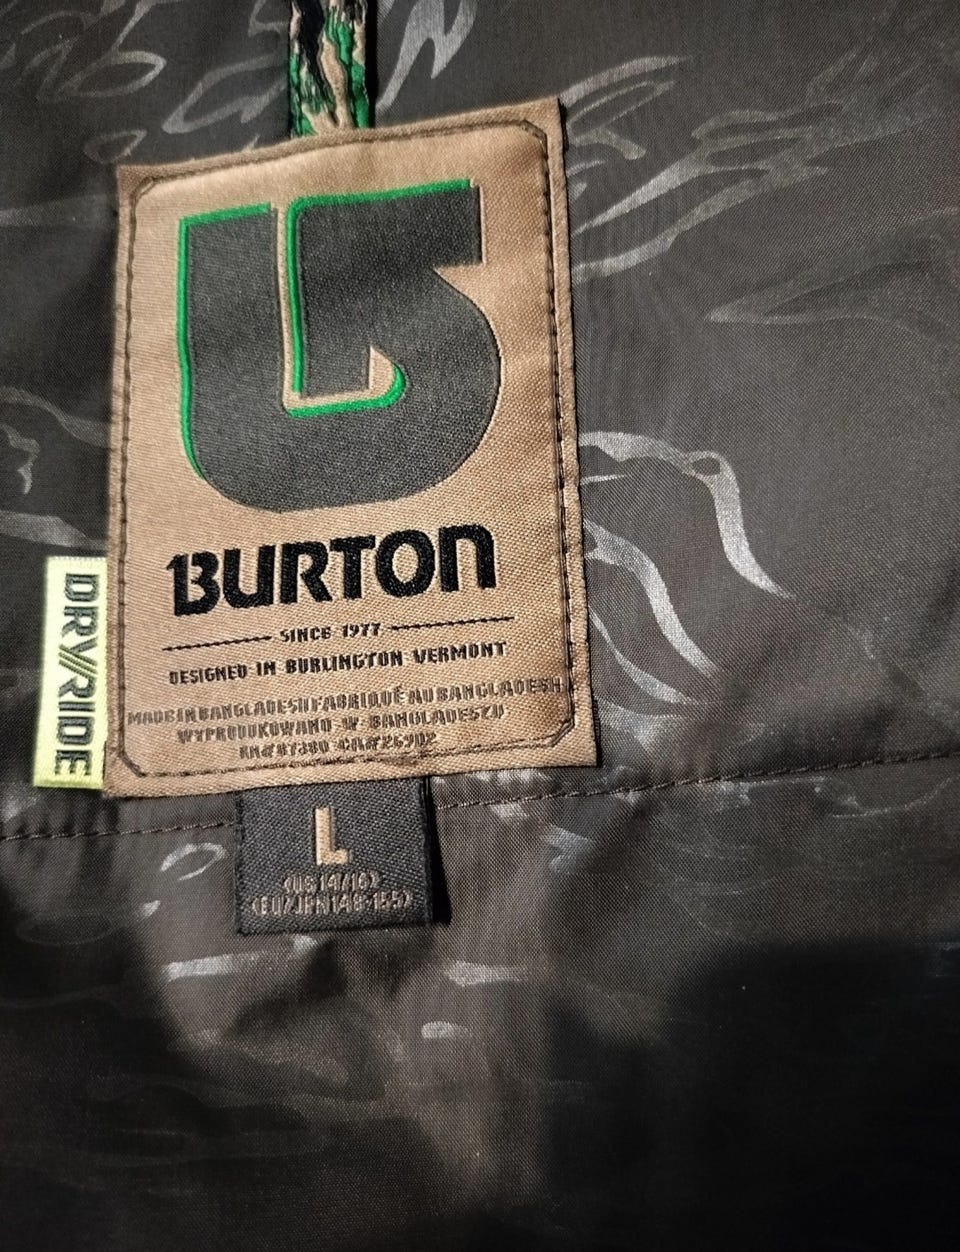 BURTON
SINCE 1977
DESIGNED IN BURLINGTON VERMONT
MADE IN BANGLADESH/FABRIQUÉ AU BANGLADESH
WYPRODUKOWANO W BANGLADESZU
RN#87380 CA#26902
DRY//RIDE
L
(US 14/16)
(EU/JPN 148-155)